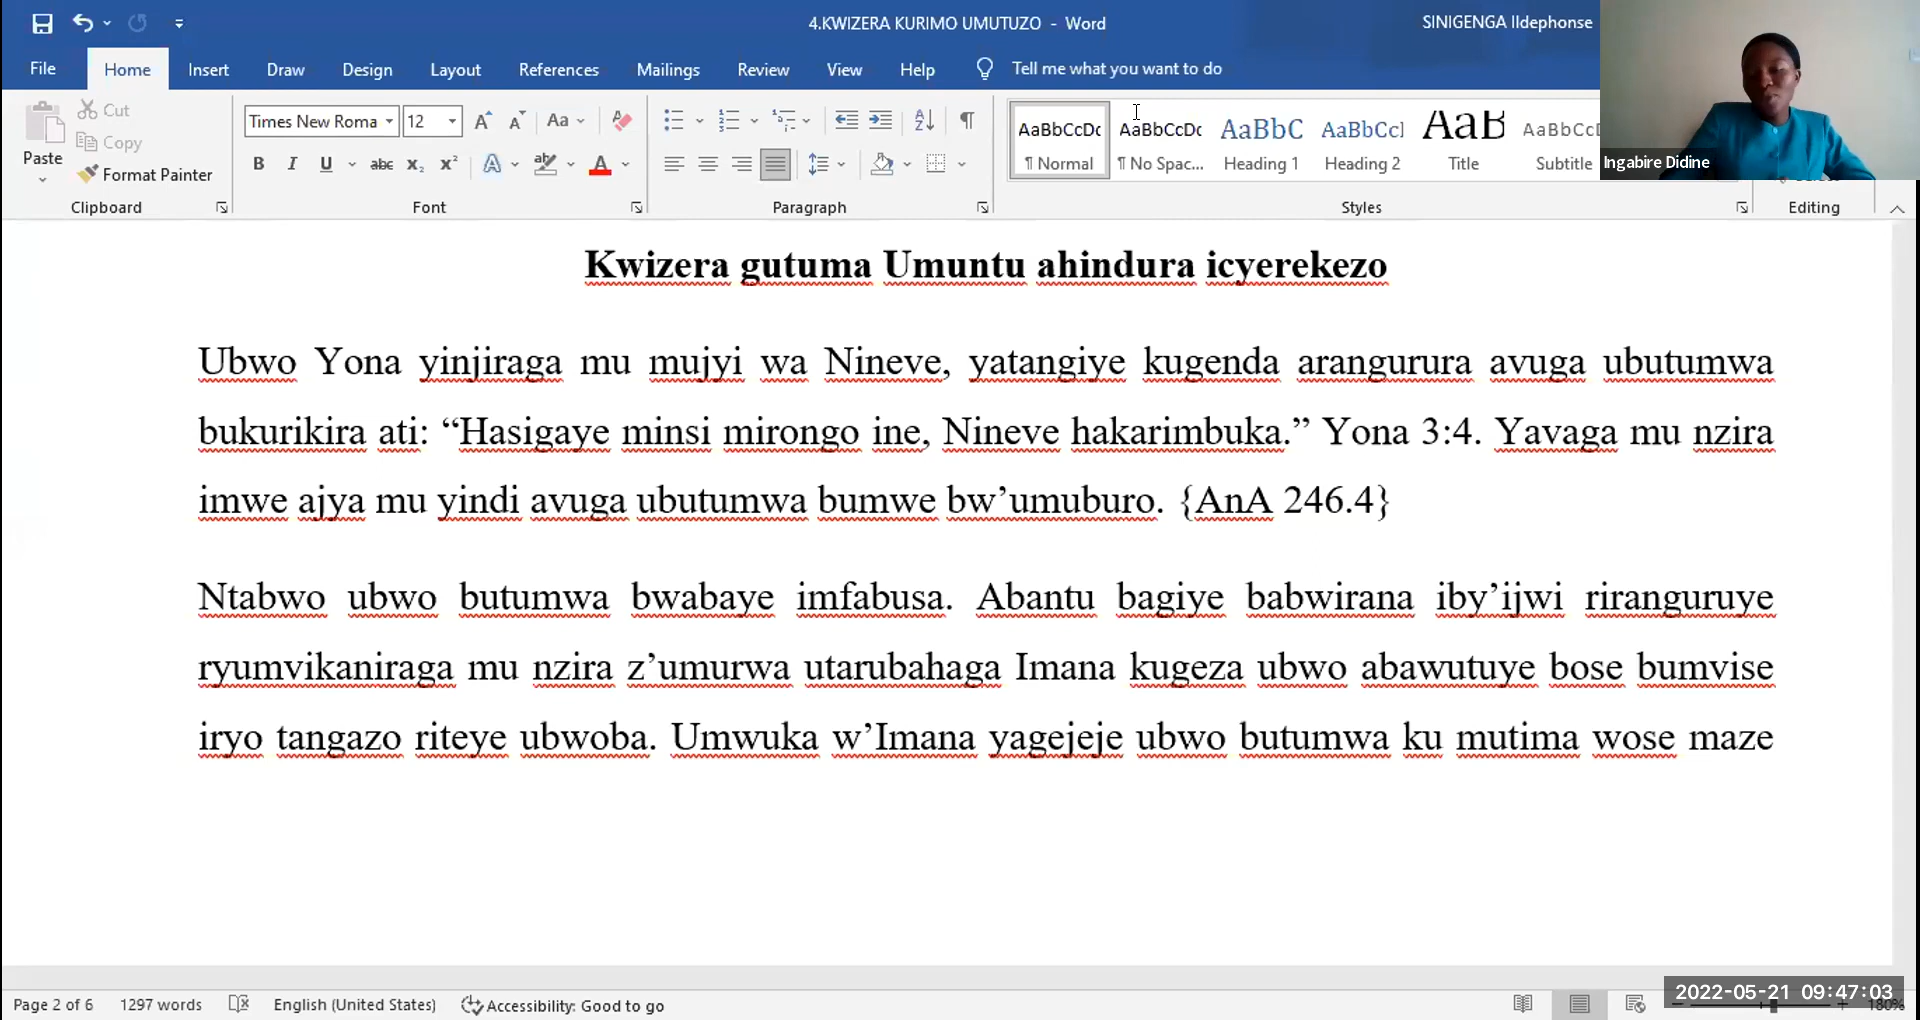 4.KWIZERA KURIMO UMUTUZO - Word
SINIGENGA Ildephonse
File Home Insert Draw Design Layout References Mailings Review View Help Tell me what you want to do
Paste
Cut
Copy
Format Painter
Times New Roma 12
AaBbCcDc AaBbCcDc AaBbC AaBbCcl AaB AaBbCcD
¶ Normal ¶ No Spac... Heading 1 Heading 2 Title Subtitle
Ingabire Didine
Clipboard Font Paragraph Styles Editing
Kwizera gutuma Umuntu ahindura icyerekezo
Ubwo Yona yinjiraga mu mujyi wa Nineve, yatangiye kugenda arangurura avuga ubutumwa
bukurikira ati: “Hasigaye minsi mirongo ine, Nineve hakarimbuka.” Yona 3:4. Yavaga mu nzira
imwe ajya mu yindi avuga ubutumwa bumwe bw’umuburo. {AnA 246.4}
Ntabwo ubwo butumwa bwabaye imfabusa. Abantu bagiye babwirana iby’ijwi riranguruye
ryumvikaniraga mu nzira z’umurwa utarubahaga Imana kugeza ubwo abawutuye bose bumvise
iryo tangazo riteye ubwoba. Umwuka w’Imana yagejeje ubwo butumwa ku mutima wose maze
Page 2 of 6 1297 words English (United States) Accessibility: Good to go
2022-05-21 09:47:03
180%